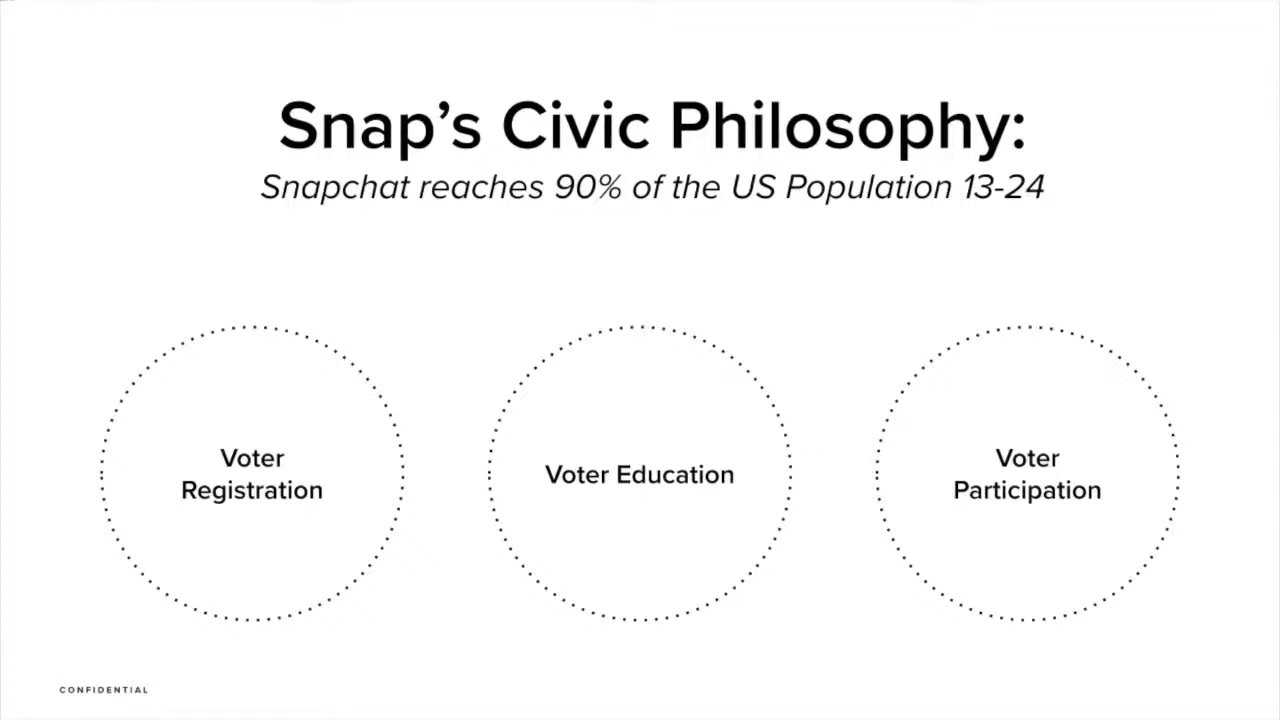 Snap’s Civic Philosophy:
Snapchat reaches 90% of the US Population 13-24
Voter
Registration
Voter Education
Voter
Participation
CONFIDENTIAL